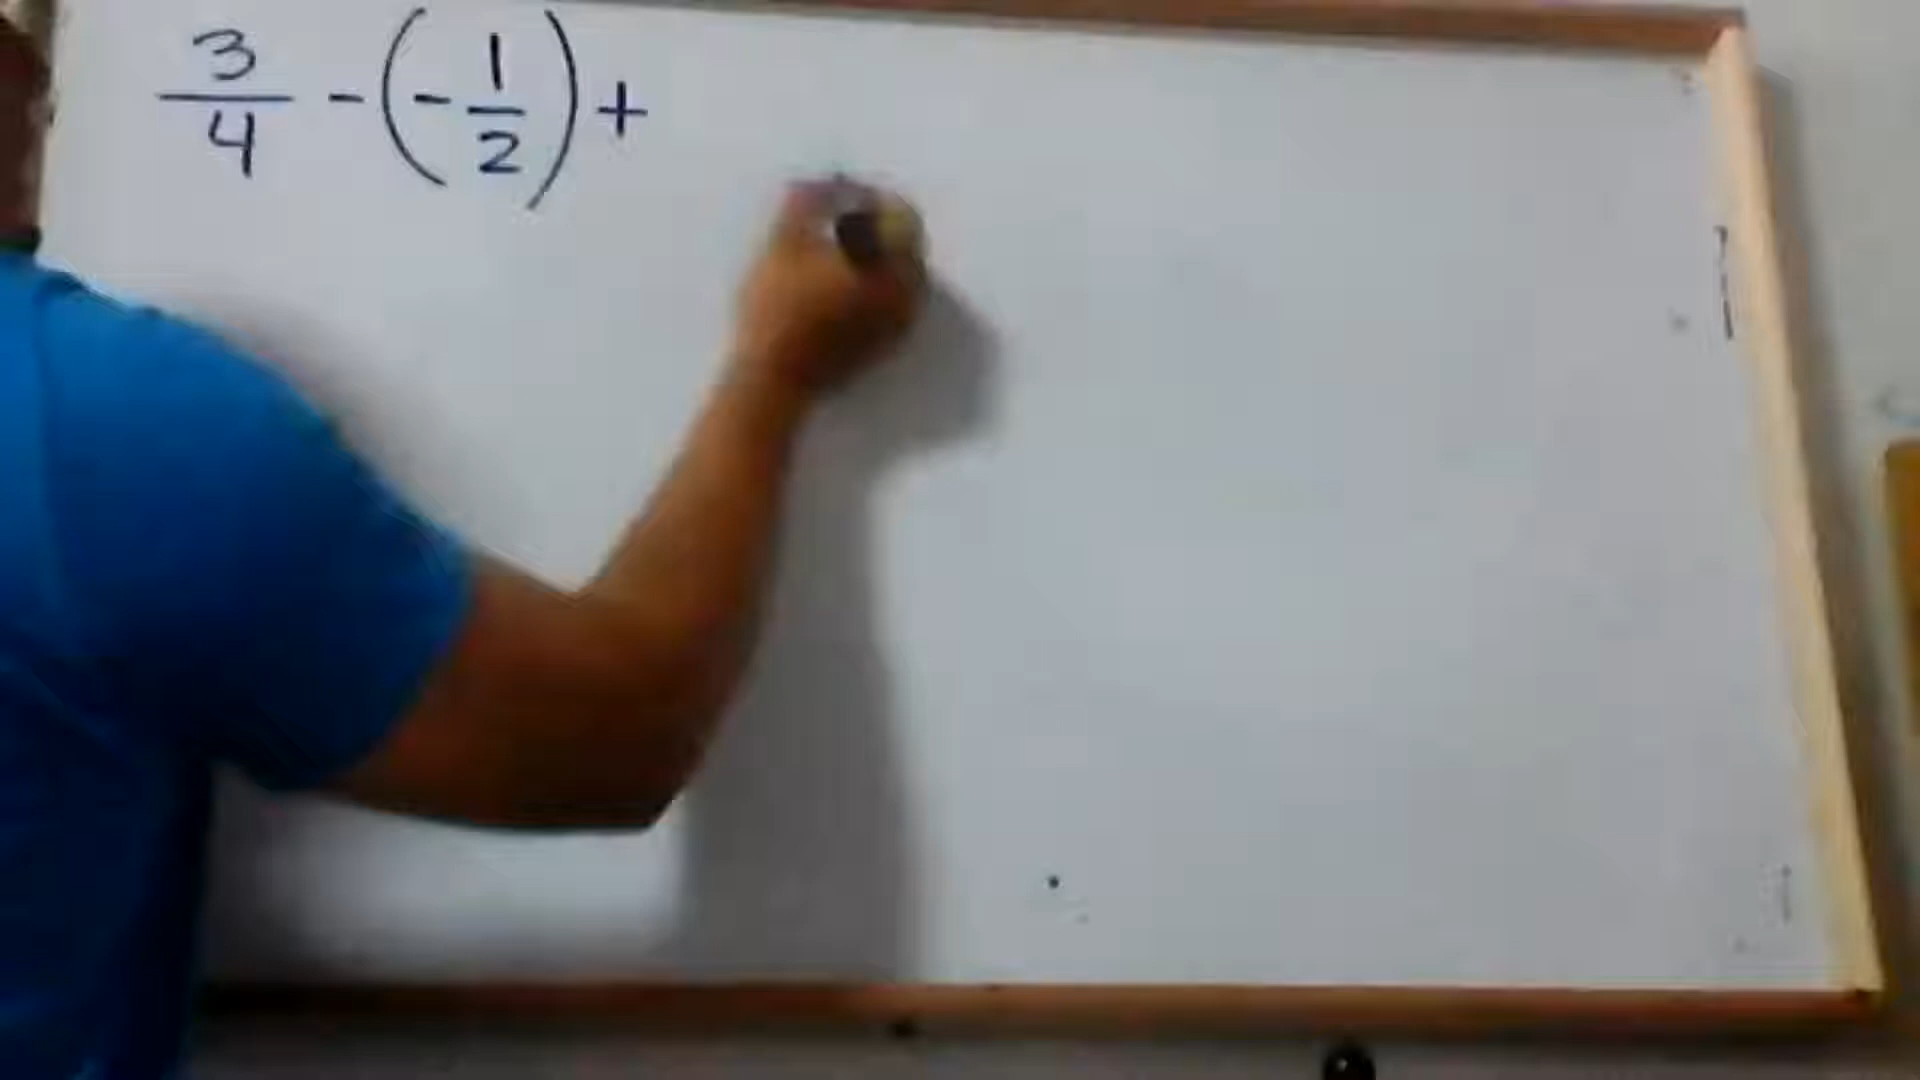 3/4 - (-1/2) +